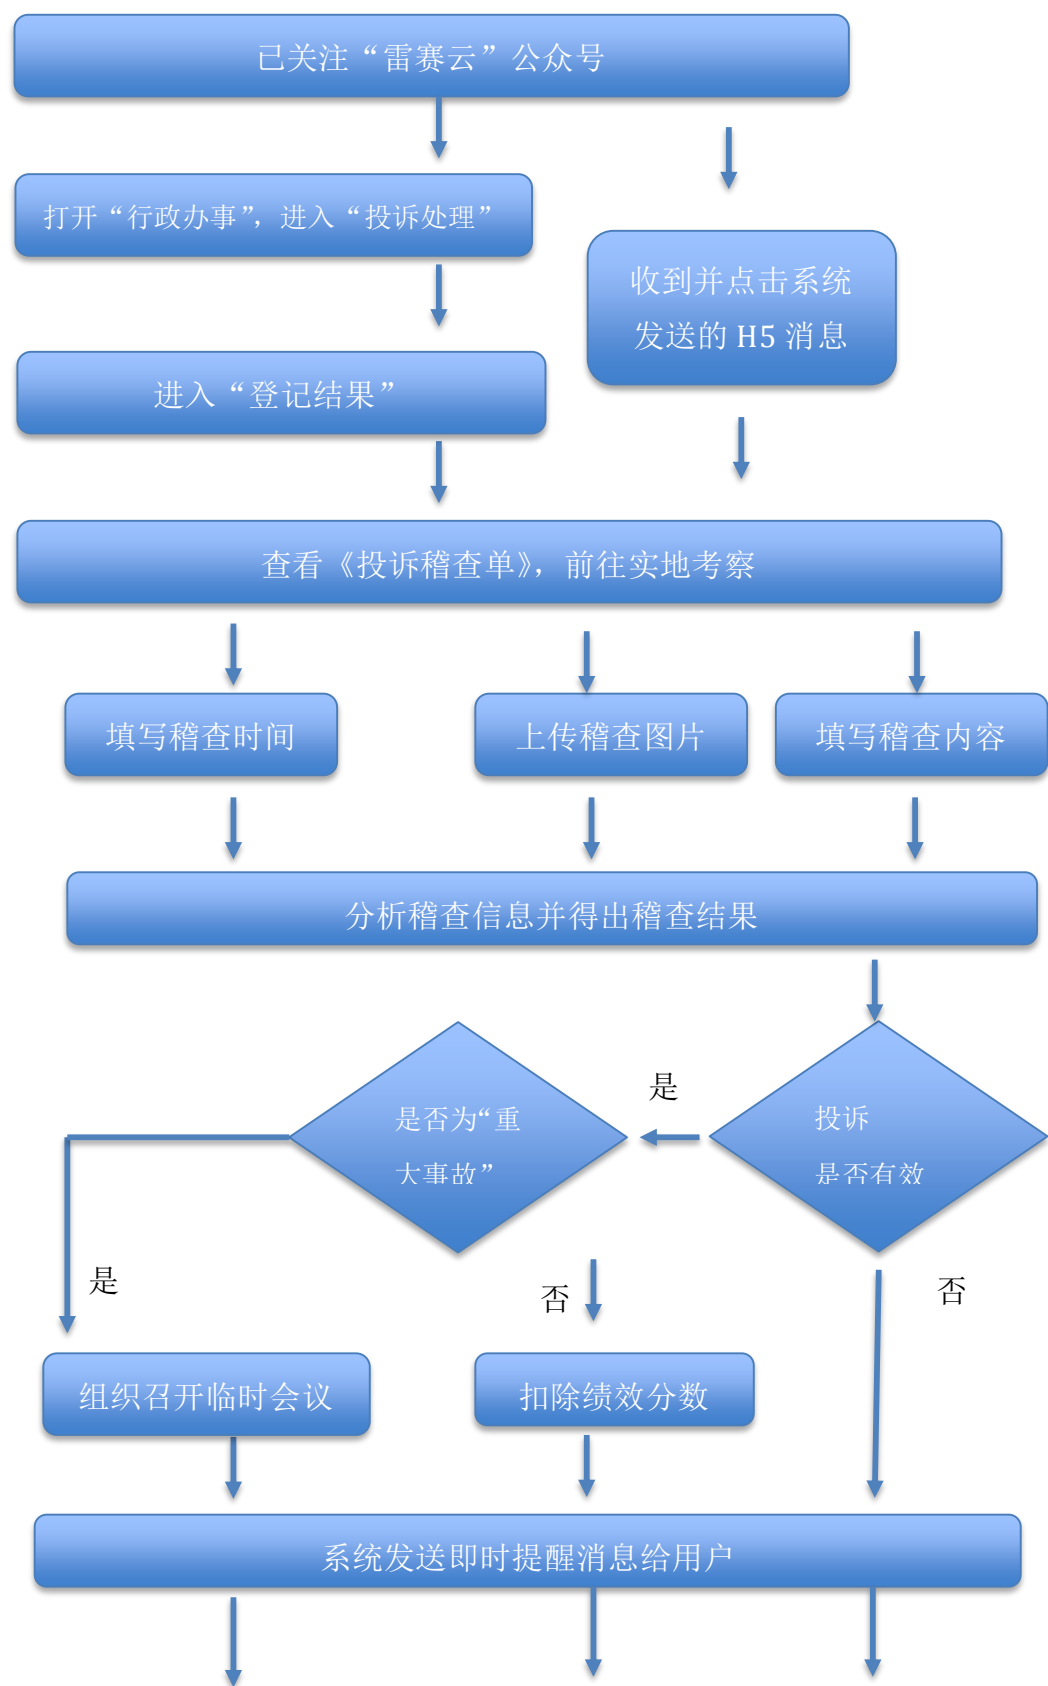 已关注“雷赛云”公众号
打开“行政办事”，进入“投诉处理”
收到并点击系统
发送的 H5 消息
进入“登记结果”
查看《投诉稽查单》，前往实地考察
填写稽查时间
上传稽查图片
填写稽查内容
分析稽查信息并得出稽查结果
投诉
是否有效
是
是否为“重
大事故”
是
否
否
组织召开临时会议
扣除绩效分数
系统发送即时提醒消息给用户